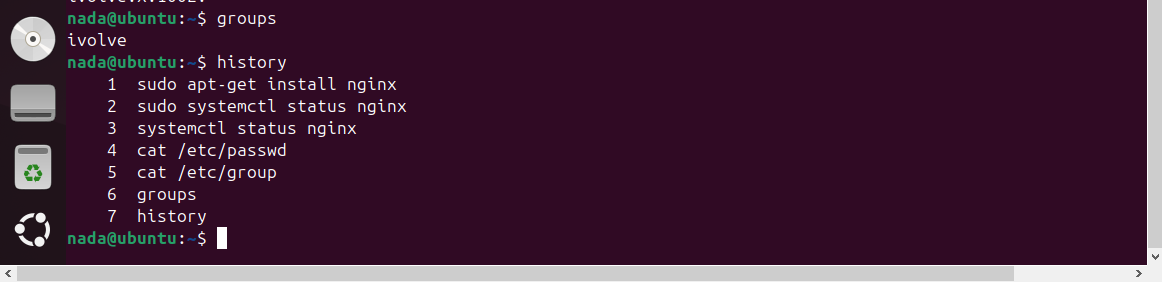 nada@ubuntu:~$ groups
ivolve
nada@ubuntu:~$ history
1 sudo apt-get install nginx
2 sudo systemctl status nginx
3 systemctl status nginx
4 cat /etc/passwd
5 cat /etc/group
6 groups
7 history
nada@ubuntu:~$